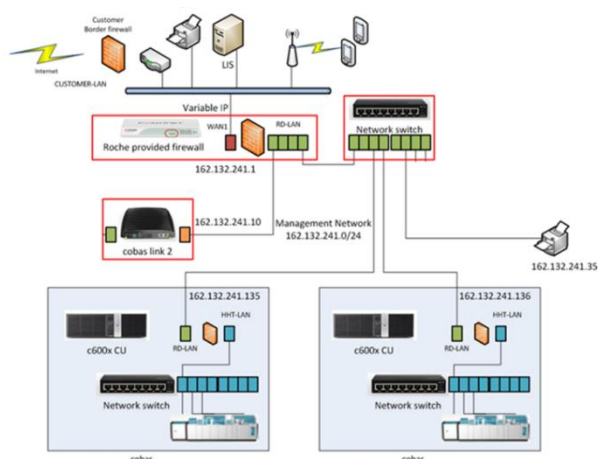 Customer
Border firewall
Internet
CUSTOMER-LAN
LIS
Variable IP
WAN1
RD-LAN
Roche provided firewall
162.132.241.1
Network switch
162.132.241.10
cobas link 2
Management Network
162.132.241.0/24
162.132.241.35
162.132.241.135
HHT-LAN
c600x CU
RD-LAN
Network switch
cobas
162.132.241.136
HHT-LAN
c600x CU
RD-LAN
Network switch
cobas